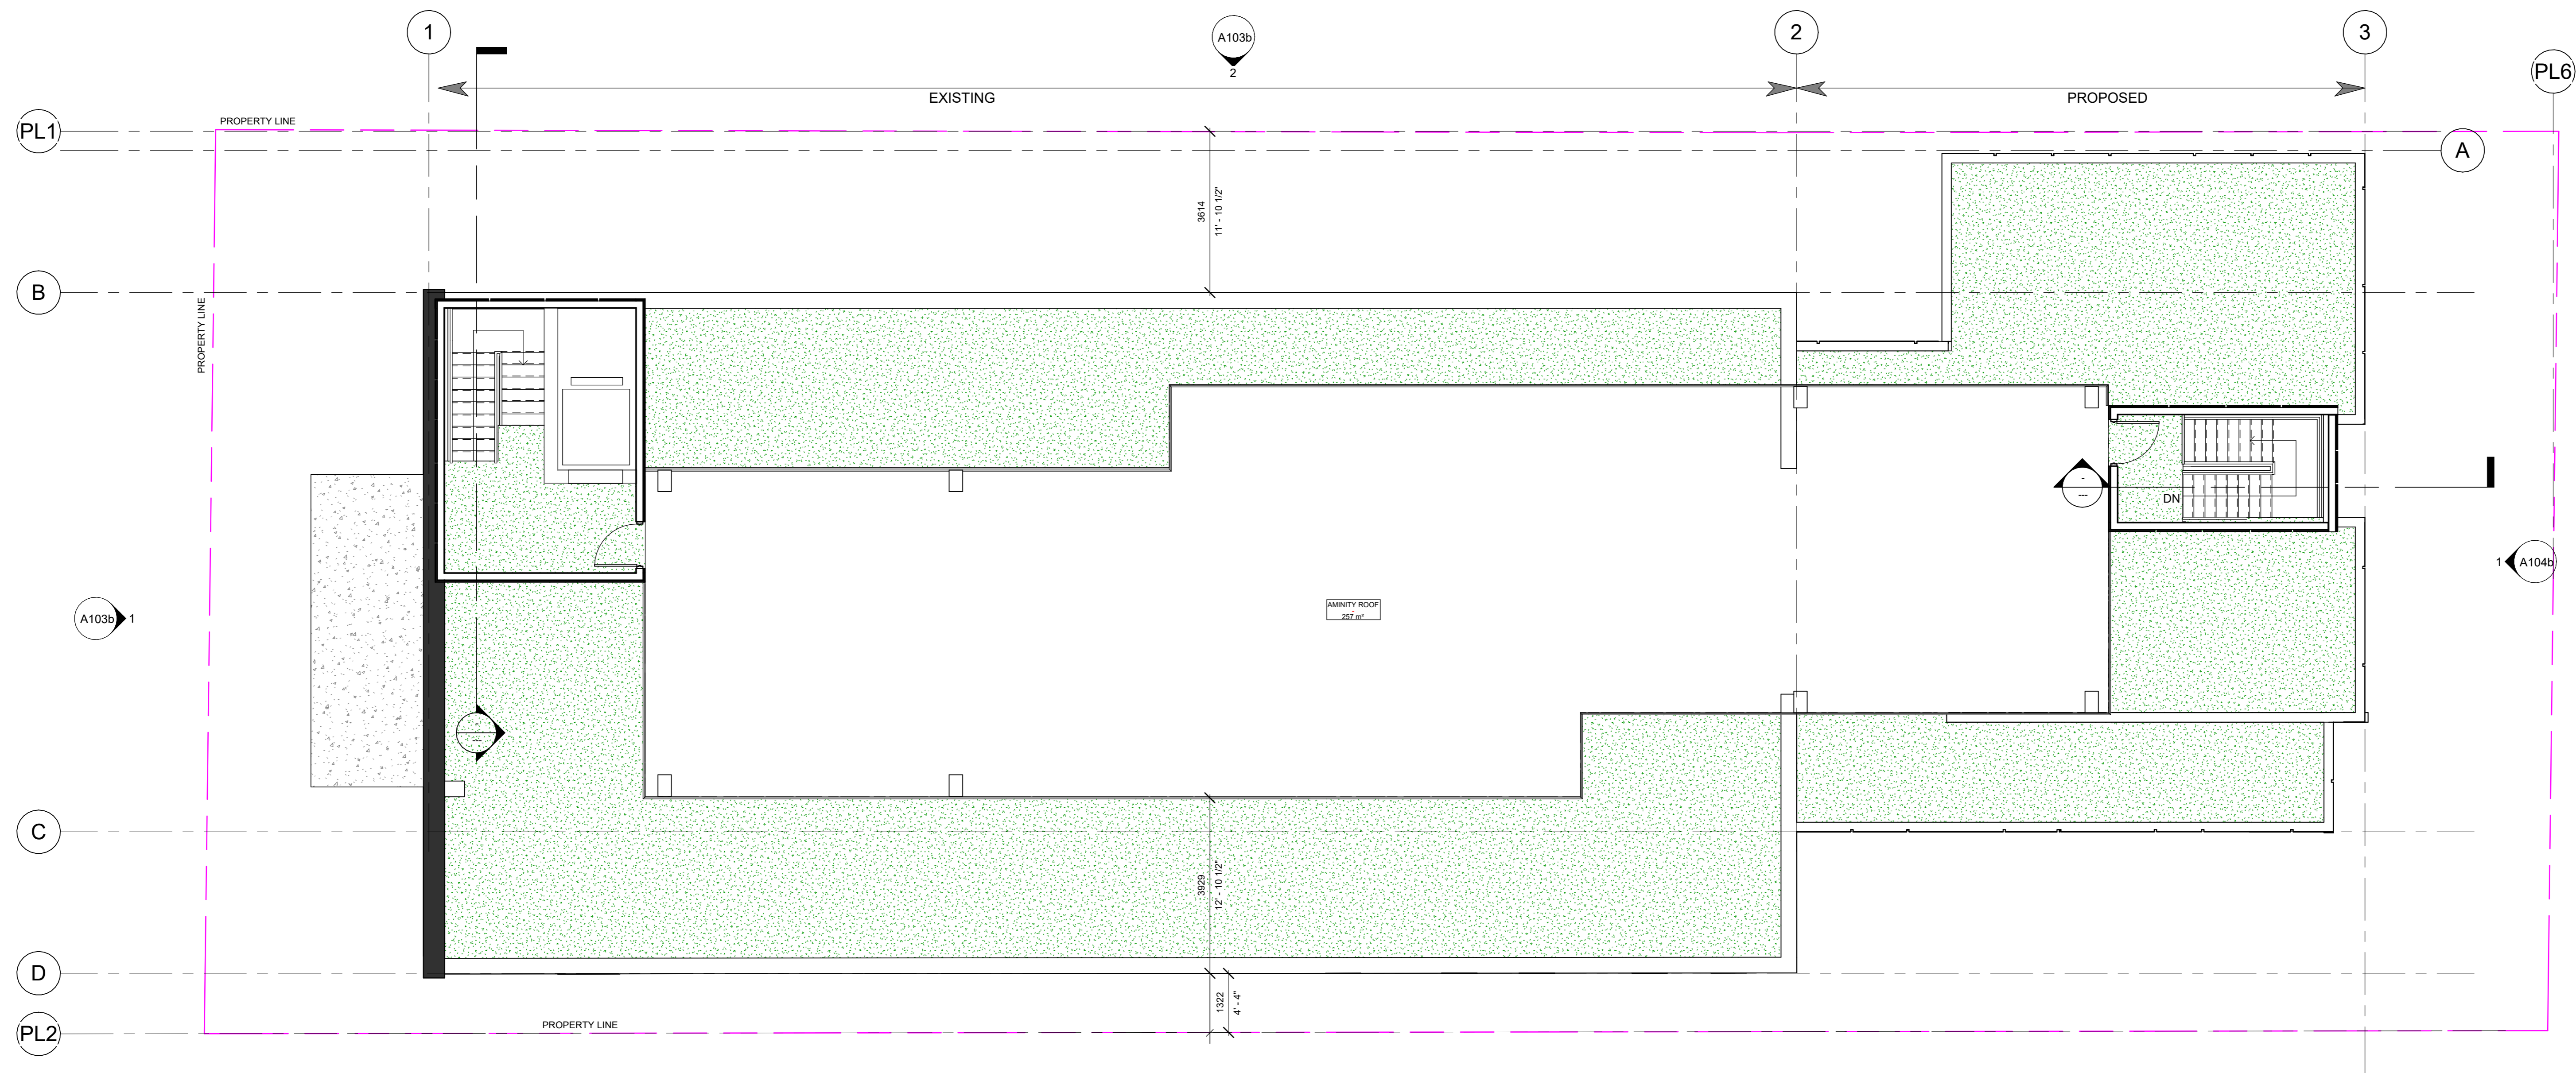 1
A103b
2
2
3
PL6
EXISTING
PROPOSED
PL1
PROPERTY LINE
A
3614
11' - 10 1/2"
B
PROPERTY LINE
DN
-
---
1
A104b
A103b
1
AMINITY ROOF
-
257 m²
-
---
C
3929
12' - 10 1/2"
D
1322
4' - 4"
PL2
PROPERTY LINE